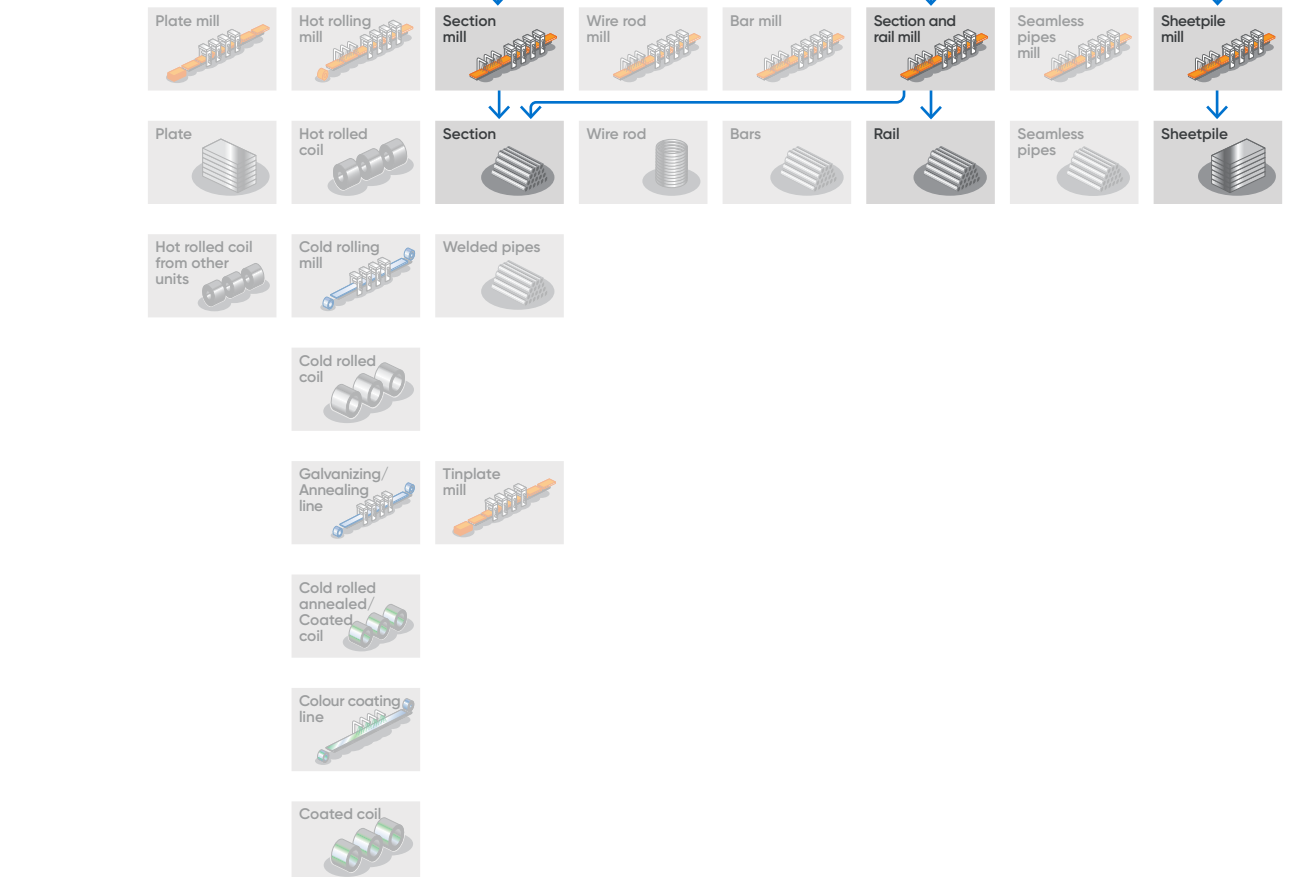 Plate mill
Hot rolling
mill
Section
mill
Wire rod
mill
Bar mill
Section and
rail mill
Seamless
pipes
mill
Sheetpile
mill
Plate
Hot rolled
coil
Section
Wire rod
Bars
Rail
Seamless
pipes
Sheetpile
Hot rolled coil
from other
units
Cold rolling
mill
Welded pipes
Cold rolled
coil
Galvanizing/
Annealing
line
Tinplate
mill
Cold rolled
annealed/
Coated
coil
Colour coating
line
Coated coil